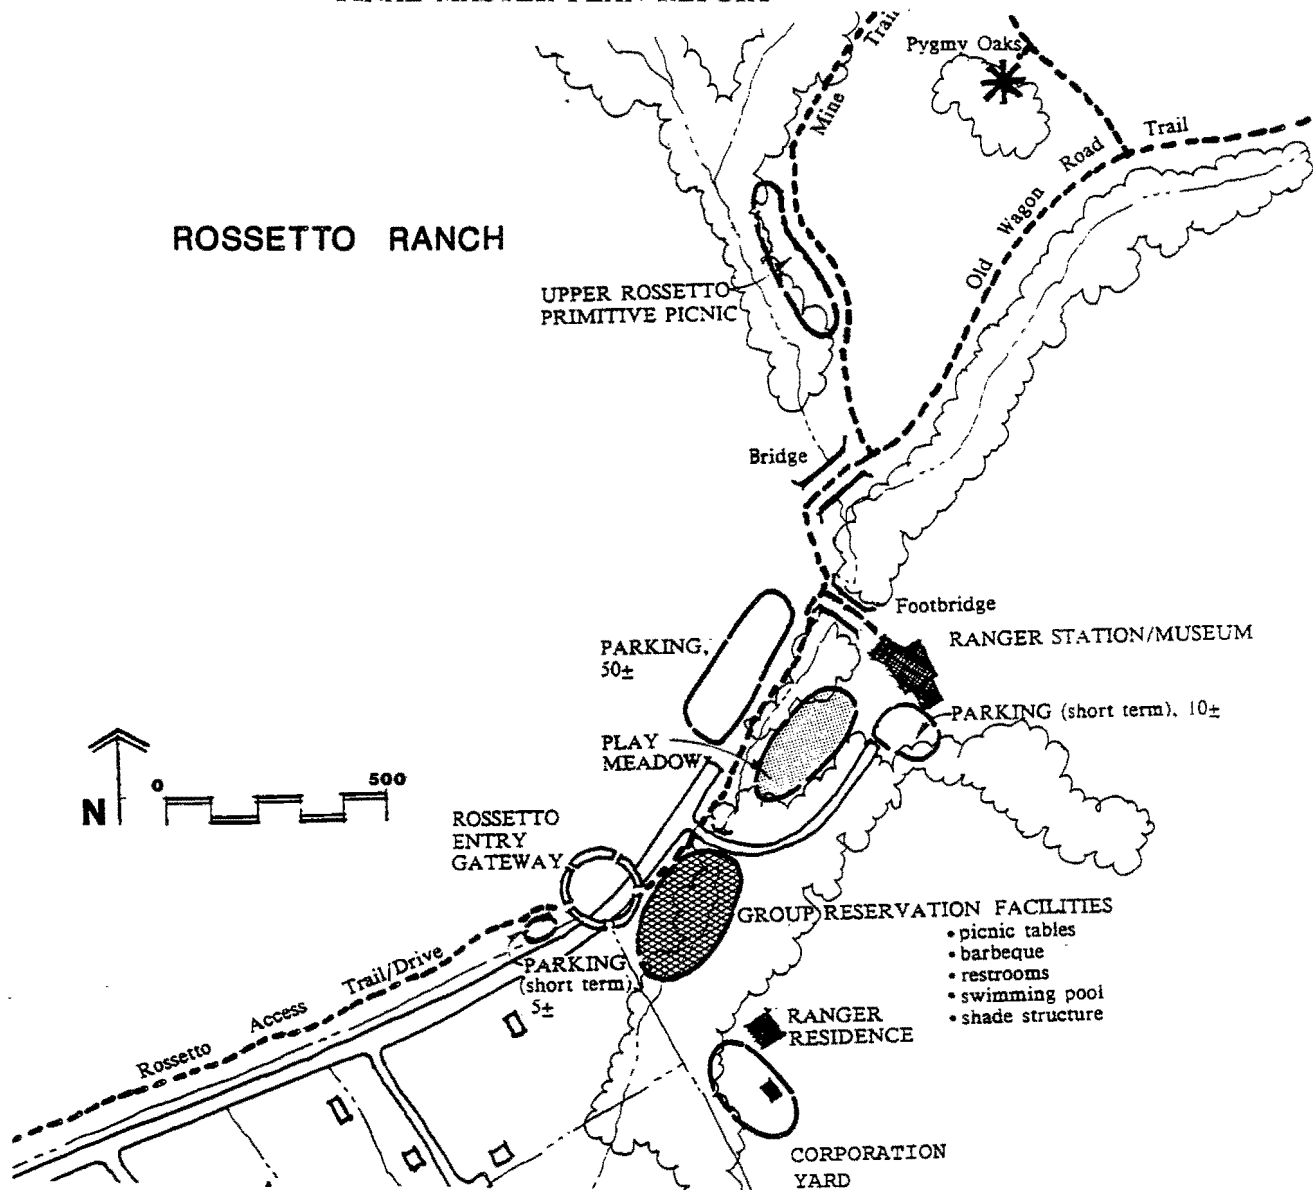 Trail
Pygmy Oaks
Mine
Road
Trail
Wagon
Old
ROSSETTO RANCH
UPPER ROSSETTO
PRIMITIVE PICNIC
Bridge
Footbridge
RANGER STATION/MUSEUM
PARKING,
50±
PARKING (short term), 10±
PLAY
MEADOW
0
500
N
ROSSETTO
ENTRY
GATEWAY
GROUP RESERVATION FACILITIES
• picnic tables
• barbeque
• restrooms
• swimming pool
• shade structure
PARKING
(short term),
5±
Rossetto Access Trail/Drive
RANGER
RESIDENCE
CORPORATION
YARD